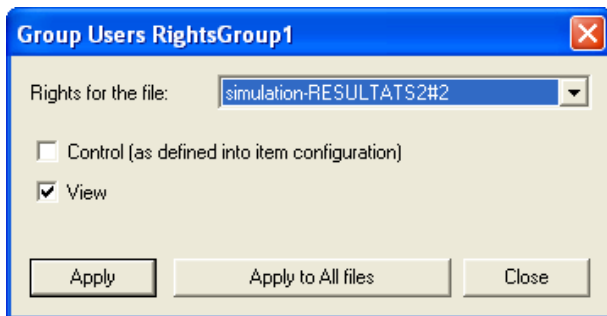 Group Users RightsGroup1
Rights for the file: simulation-RESULTATS2#2
Control (as defined into item configuration)
View
Apply Apply to All files Close